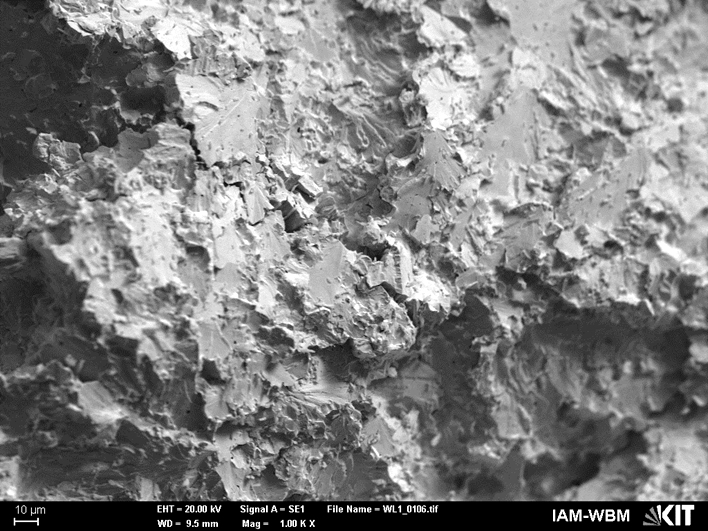 10 µm
EHT = 20.00 kV Signal A = SE1 File Name = WL1_0106.tif
WD = 9.5 mm Mag = 1.00 K X
IAM-WBM
KIT